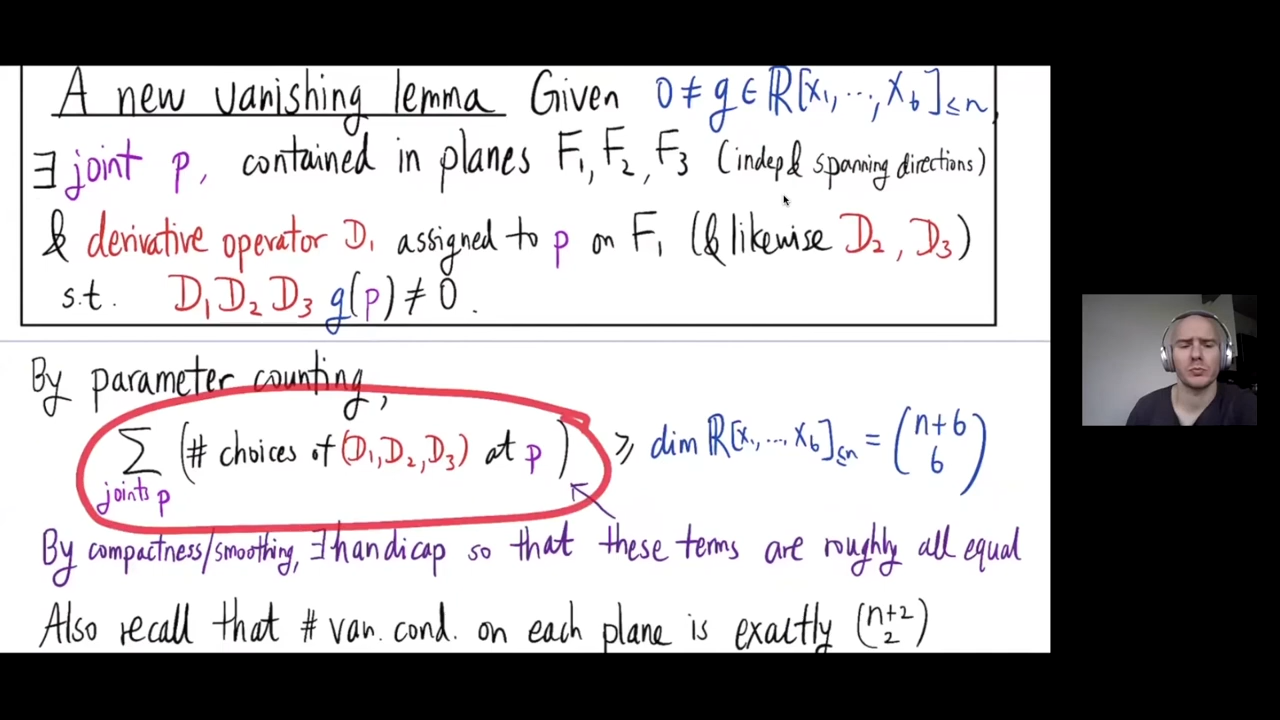 A new vanishing lemma Given 0 ≠ g ∈ ℝ[x₁, ..., x₆]≤n,
∃ joint p, contained in planes F₁, F₂, F₃ (indep & spanning directions)
& derivative operator D₁ assigned to p on F₁ (& likewise D₂, D₃)
s.t. D₁D₂D₃ g(p) ≠ 0.
By parameter counting,
∑ joints p (# choices of (D₁,D₂,D₃) at p) ≥ dim ℝ[x₁, ..., x₆]≤n = (n+6 6)
By compactness/smoothing, ∃ handicap so that these terms are roughly all equal
Also recall that # van. cond. on each plane is exactly (n+2 2)